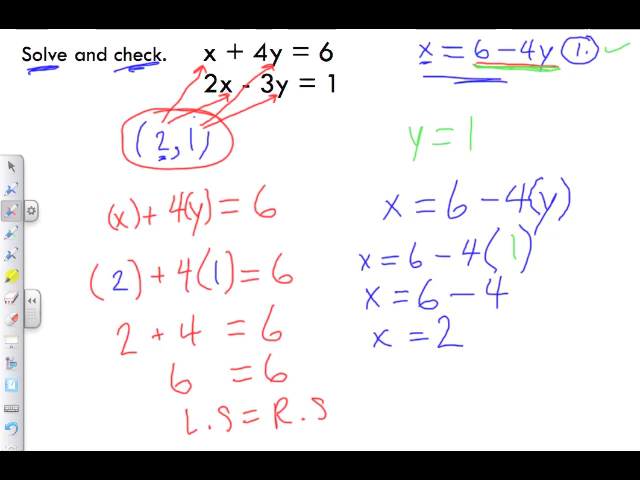 Solve and check.
x + 4y = 6
2x - 3y = 1
(2,1)
(x) + 4(y) = 6
(2) + 4(1) = 6
2 + 4 = 6
6 = 6
L.S = R.S
x = 6 - 4y 1.
y = 1
x = 6 - 4(y)
x = 6 - 4(1)
x = 6 - 4
x = 2